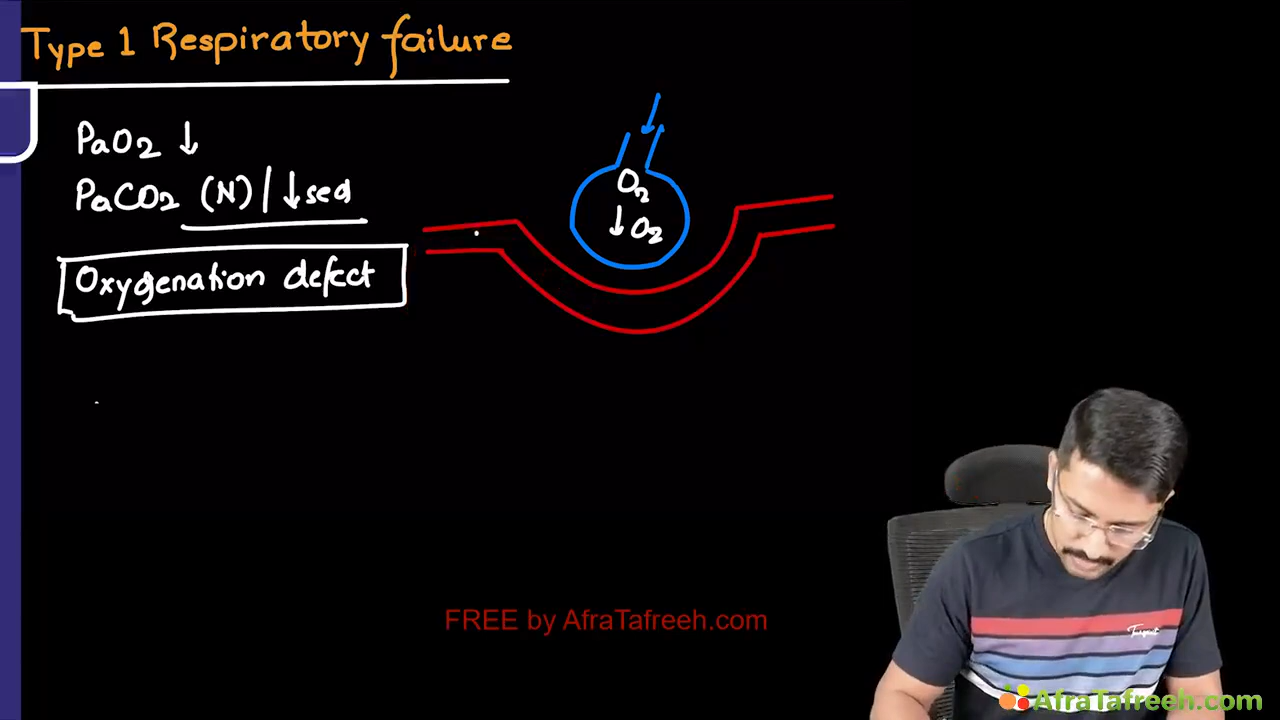 Type 1 Respiratory failure
PaO2 ↓
PaCO2 (N) / ↓sed
Oxygenation defect
O2
↓ O2
FREE by AfraTafreeh.com
AfraTafreeh.com